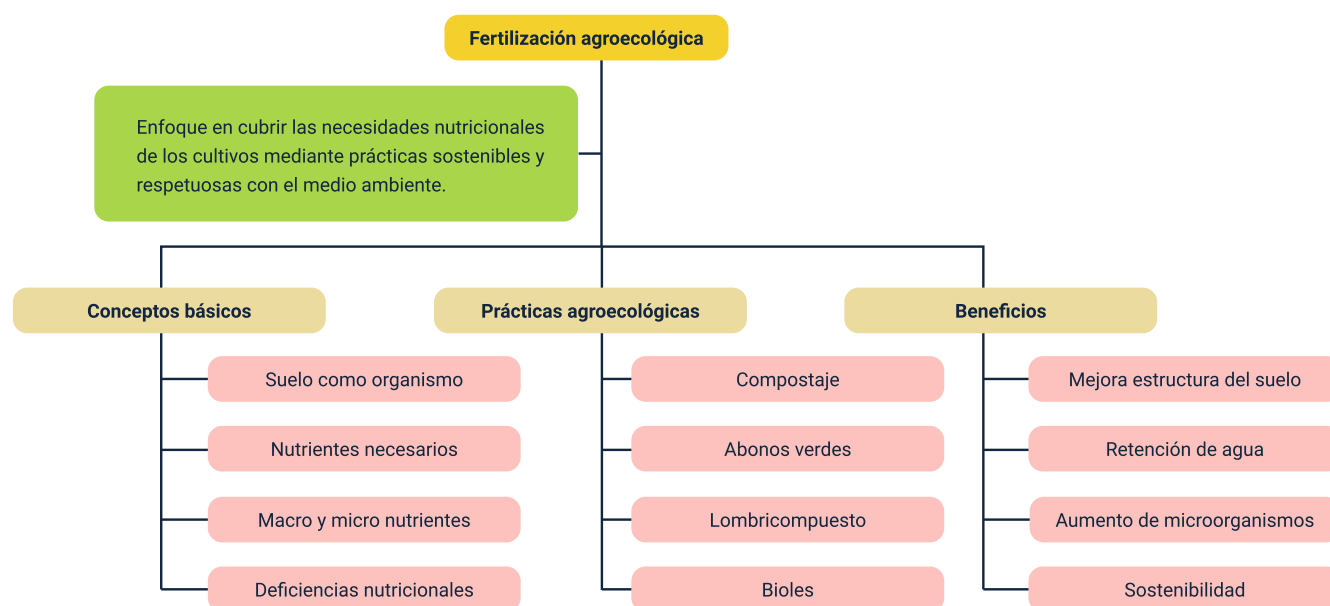 Fertilización agroecológica
Enfoque en cubrir las necesidades nutricionales
de los cultivos mediante prácticas sostenibles y
respetuosas con el medio ambiente.
Conceptos básicos
Suelo como organismo
Nutrientes necesarios
Macro y micro nutrientes
Deficiencias nutricionales
Prácticas agroecológicas
Compostaje
Abonos verdes
Lombricompuesto
Bioles
Beneficios
Mejora estructura del suelo
Retención de agua
Aumento de microorganismos
Sostenibilidad